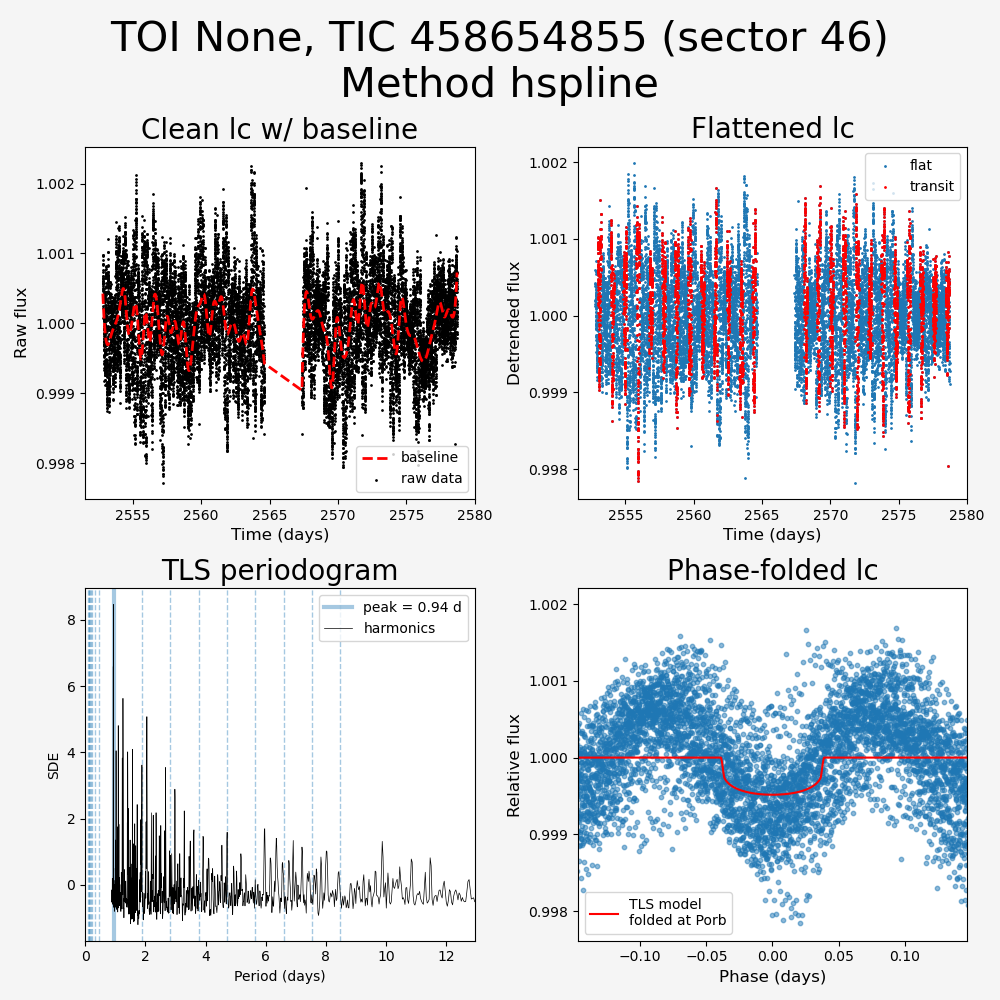 TOI None, TIC 458654855 (sector 46)
Method hspline
Clean lc w/ baseline
Raw flux
1.002
1.001
1.000
0.999
0.998
baseline
raw data
2555
2560
2565
2570
2575
2580
Time (days)
Flattened lc
Detrended flux
1.002
1.001
1.000
0.999
0.998
flat
transit
2555
2560
2565
2570
2575
2580
Time (days)
TLS periodogram
SDE
8
6
4
2
0
peak = 0.94 d
harmonics
0
2
4
6
8
10
12
Period (days)
Phase-folded lc
Relative flux
1.002
1.001
1.000
0.999
0.998
TLS model
folded at Porb
−0.10
−0.05
0.00
0.05
0.10
Phase (days)